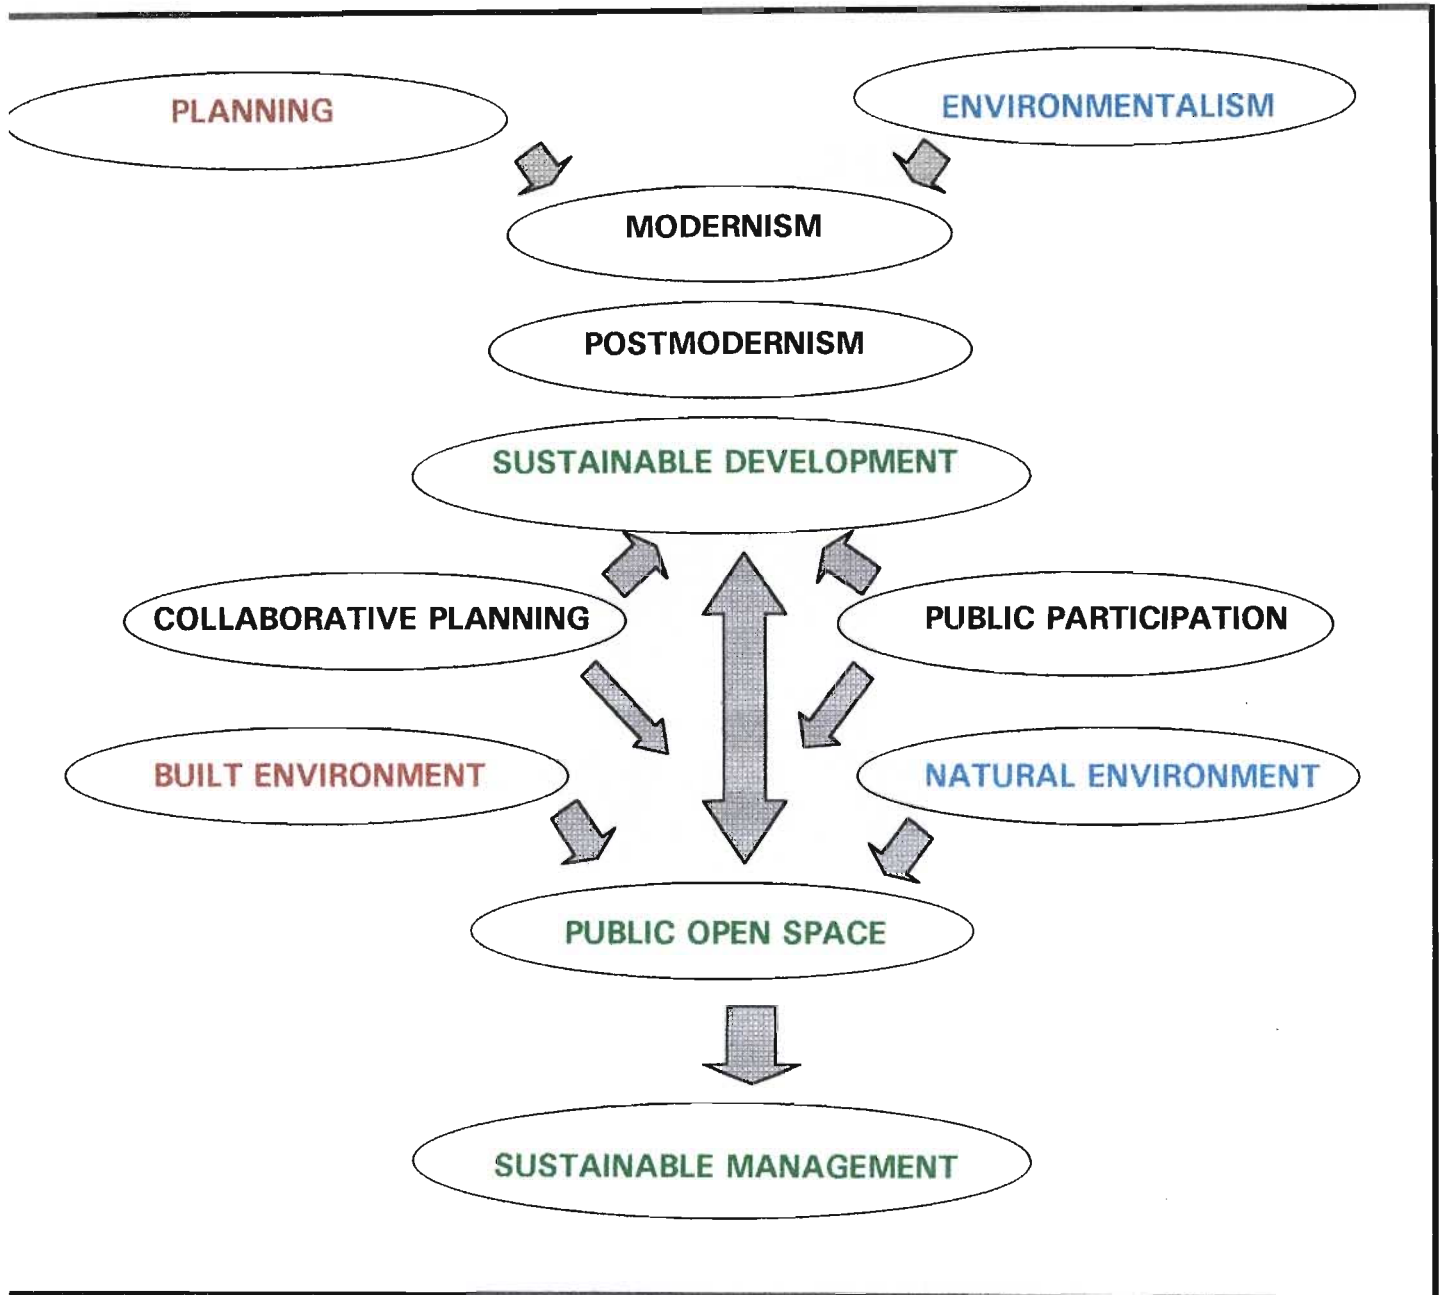 PLANNING
ENVIRONMENTALISM
MODERNISM
POSTMODERNISM
SUSTAINABLE DEVELOPMENT
COLLABORATIVE PLANNING
PUBLIC PARTICIPATION
BUILT ENVIRONMENT
NATURAL ENVIRONMENT
PUBLIC OPEN SPACE
SUSTAINABLE MANAGEMENT